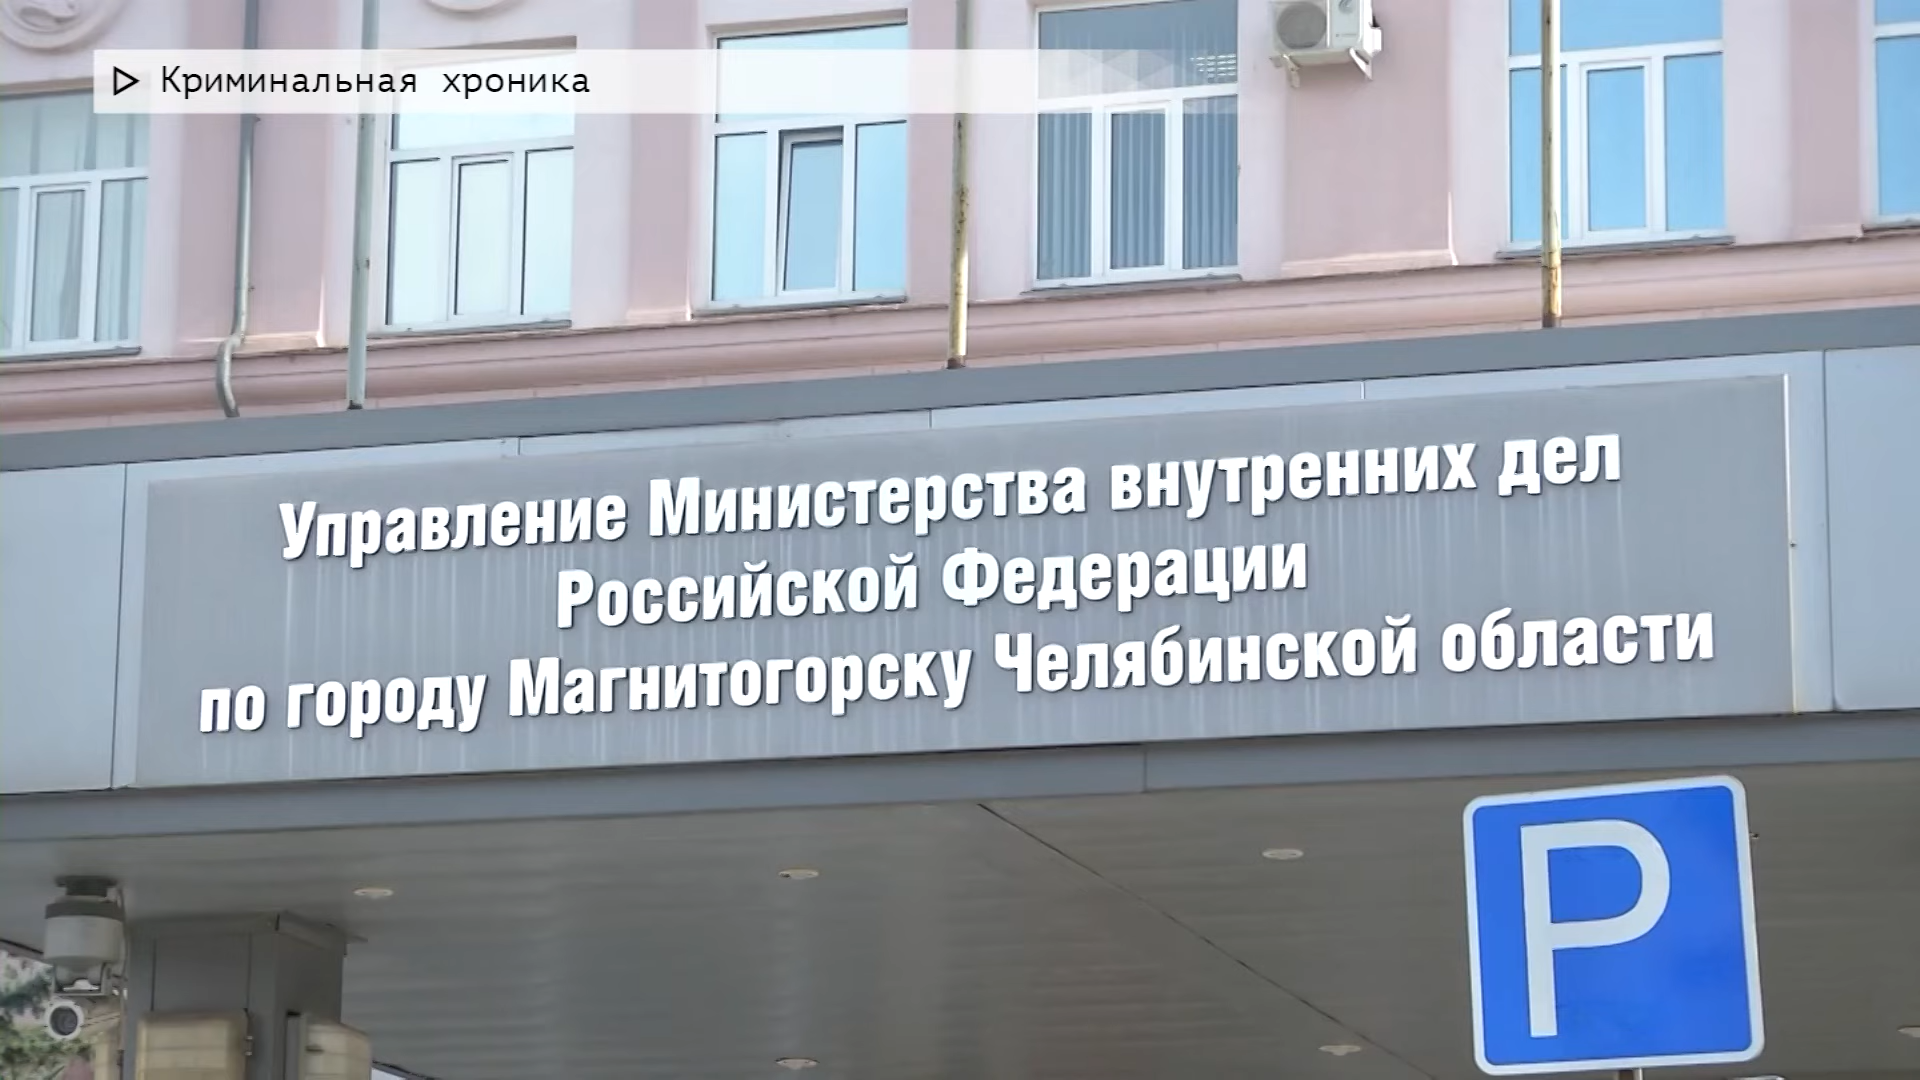 Криминальная хроника
Управление Министерства внутренних дел
Российской Федерации
по городу Магнитогорску Челябинской области
P